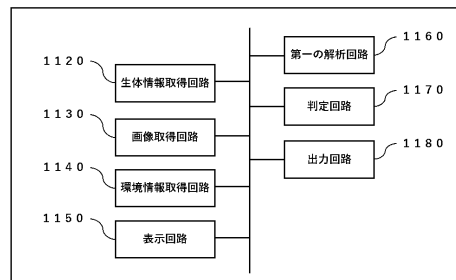 1120
生体情報取得回路
1130
画像取得回路
1140
環境情報取得回路
1150
表示回路
1160
第一の解析回路
1170
判定回路
1180
出力回路